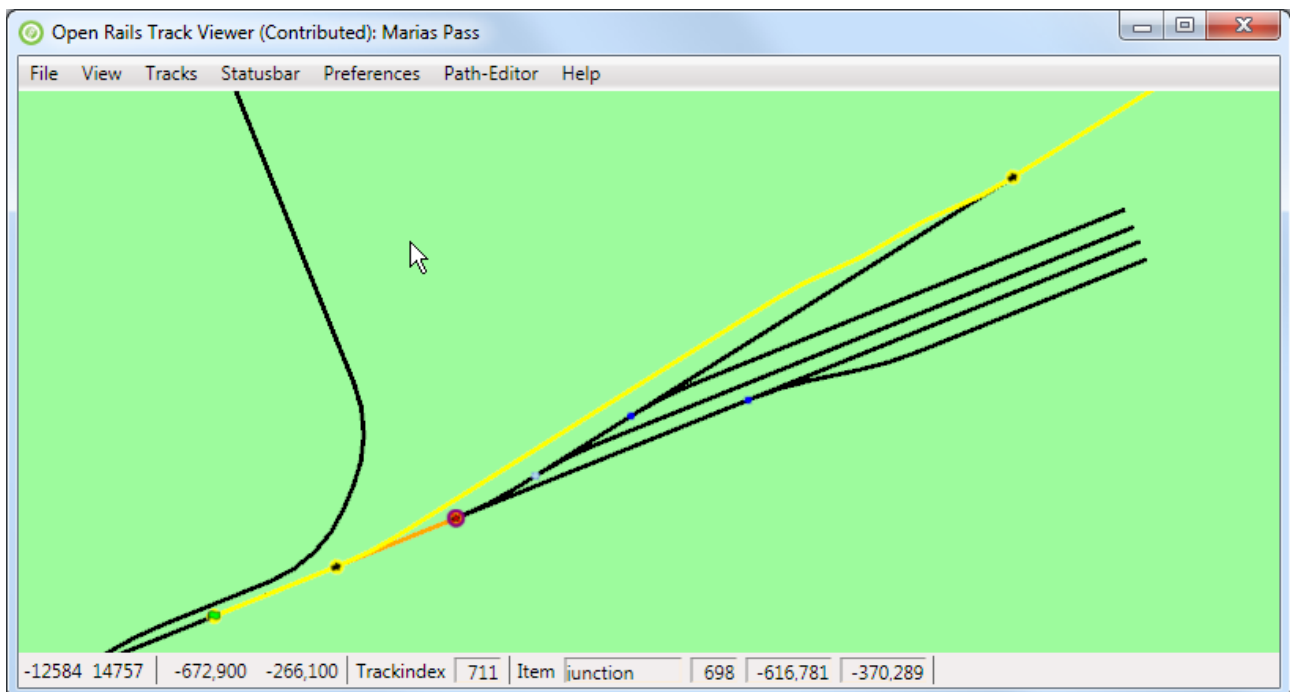 Open Rails Track Viewer (Contributed): Marias Pass
File View Tracks Statusbar Preferences Path-Editor Help
-12584 14757 -672,900 -266,100 Trackindex 711 Item junction 698 -616,781 -370,289